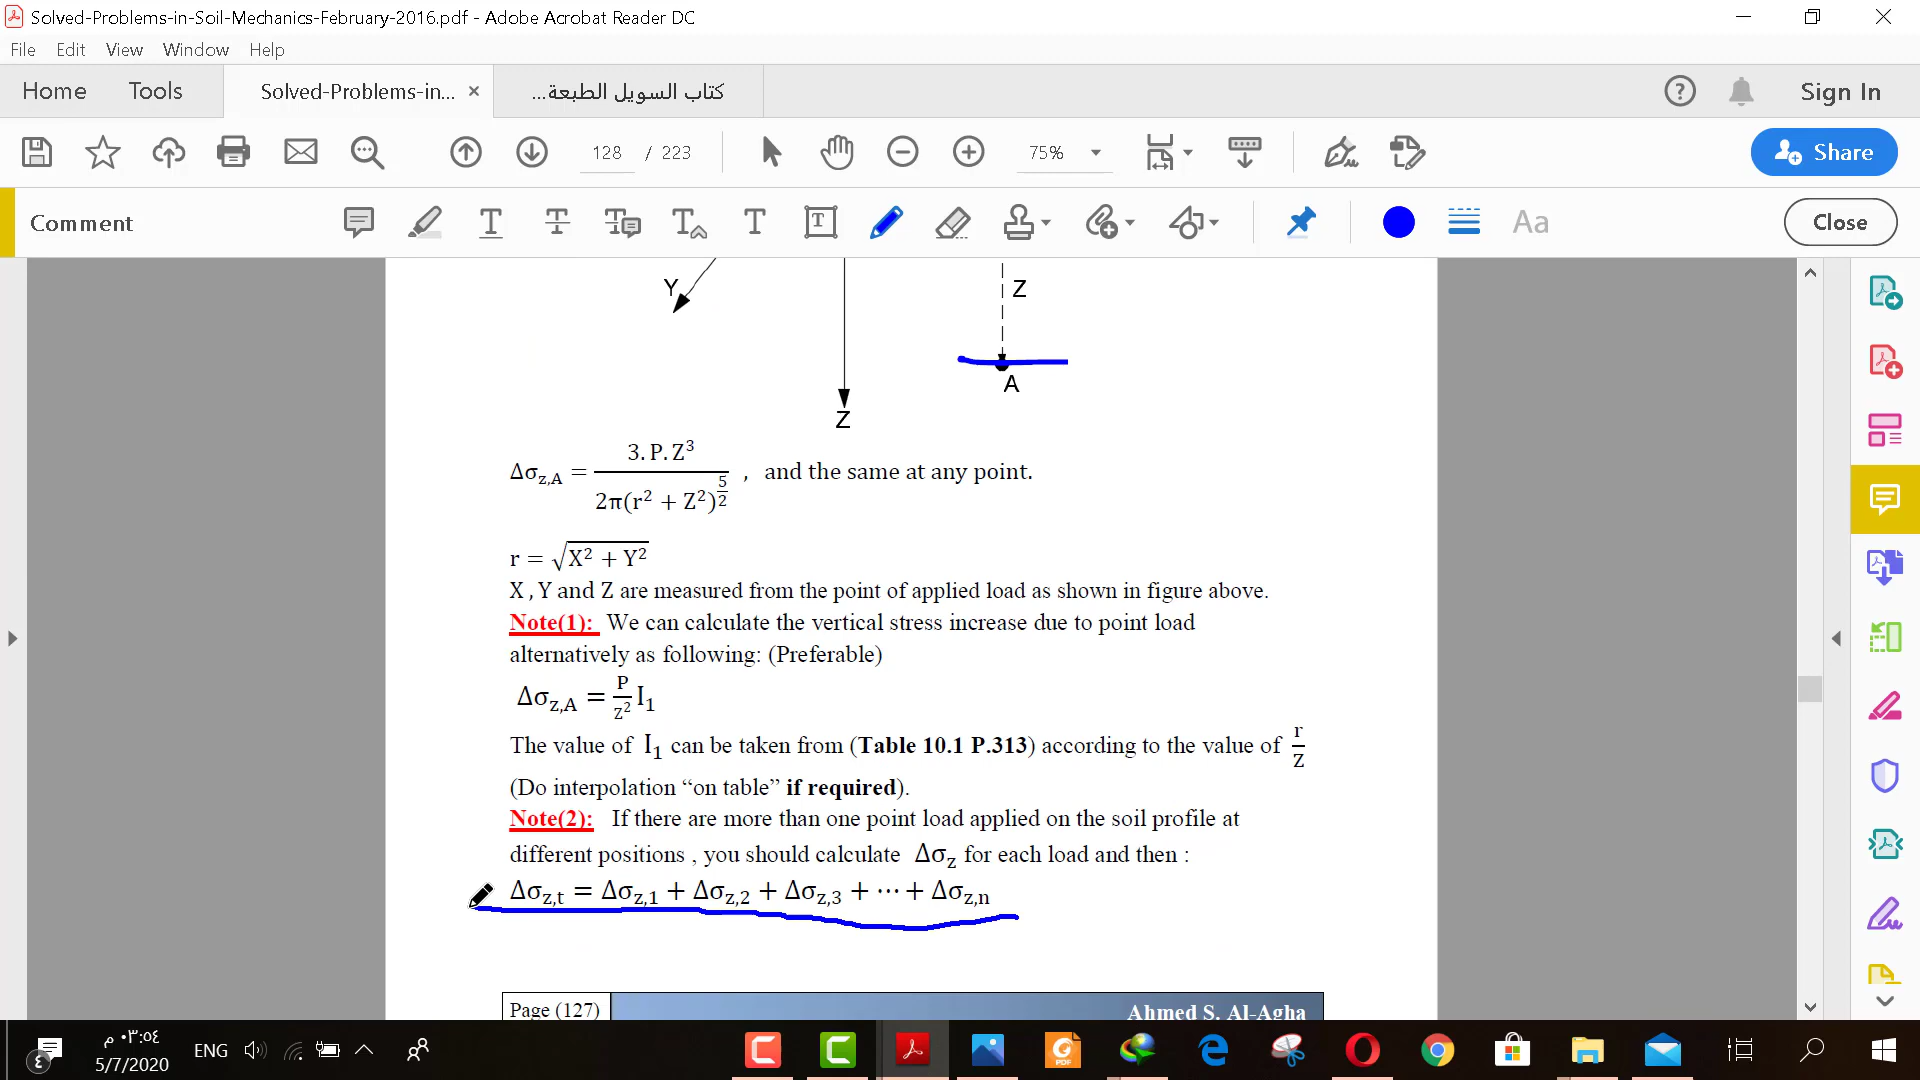 Solved-Problems-in-Soil-Mechanics-February-2016.pdf - Adobe Acrobat Reader DC
File Edit View Window Help
Home Tools Solved-Problems-in... × كتاب السويل الطبعة... Sign In
128 / 223 75% Share
Comment Aa Close
Y Z
A
Z
Δσz,A = 3. P. Z³ / 2π(r² + Z²)^(5/2) , and the same at any point.
r = √(X² + Y²)
X , Y and Z are measured from the point of applied load as shown in figure above.
Note(1): We can calculate the vertical stress increase due to point load
alternatively as following: (Preferable)
Δσz,A = P/Z² I₁
The value of I₁ can be taken from (Table 10.1 P.313) according to the value of r/Z
(Do interpolation “on table” if required).
Note(2): If there are more than one point load applied on the soil profile at
different positions , you should calculate Δσz for each load and then :
Δσz,t = Δσz,1 + Δσz,2 + Δσz,3 + ⋯ + Δσz,n
Page (127) Ahmed S. Al-Agha
٤ ٠٣:٥٤ م ENG
5/7/2020